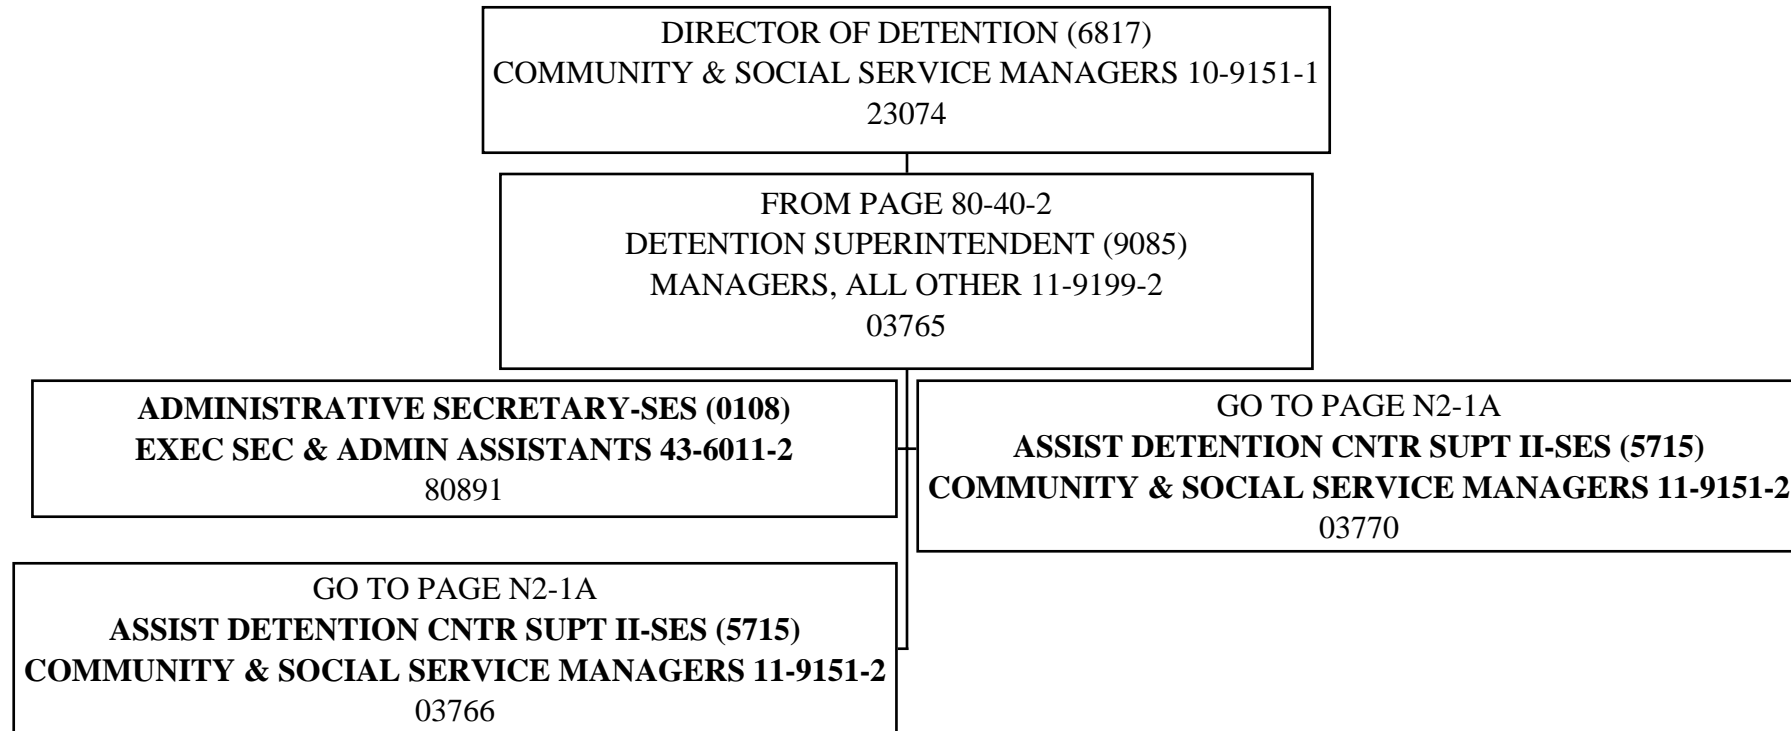 DIRECTOR OF DETENTION (6817)
COMMUNITY & SOCIAL SERVICE MANAGERS 10-9151-1
23074
FROM PAGE 80-40-2
DETENTION SUPERINTENDENT (9085)
MANAGERS, ALL OTHER 11-9199-2
03765
ADMINISTRATIVE SECRETARY-SES (0108)
EXEC SEC & ADMIN ASSISTANTS 43-6011-2
80891
GO TO PAGE N2-1A
ASSIST DETENTION CNTR SUPT II-SES (5715)
COMMUNITY & SOCIAL SERVICE MANAGERS 11-9151-2
03770
GO TO PAGE N2-1A
ASSIST DETENTION CNTR SUPT II-SES (5715)
COMMUNITY & SOCIAL SERVICE MANAGERS 11-9151-2
03766